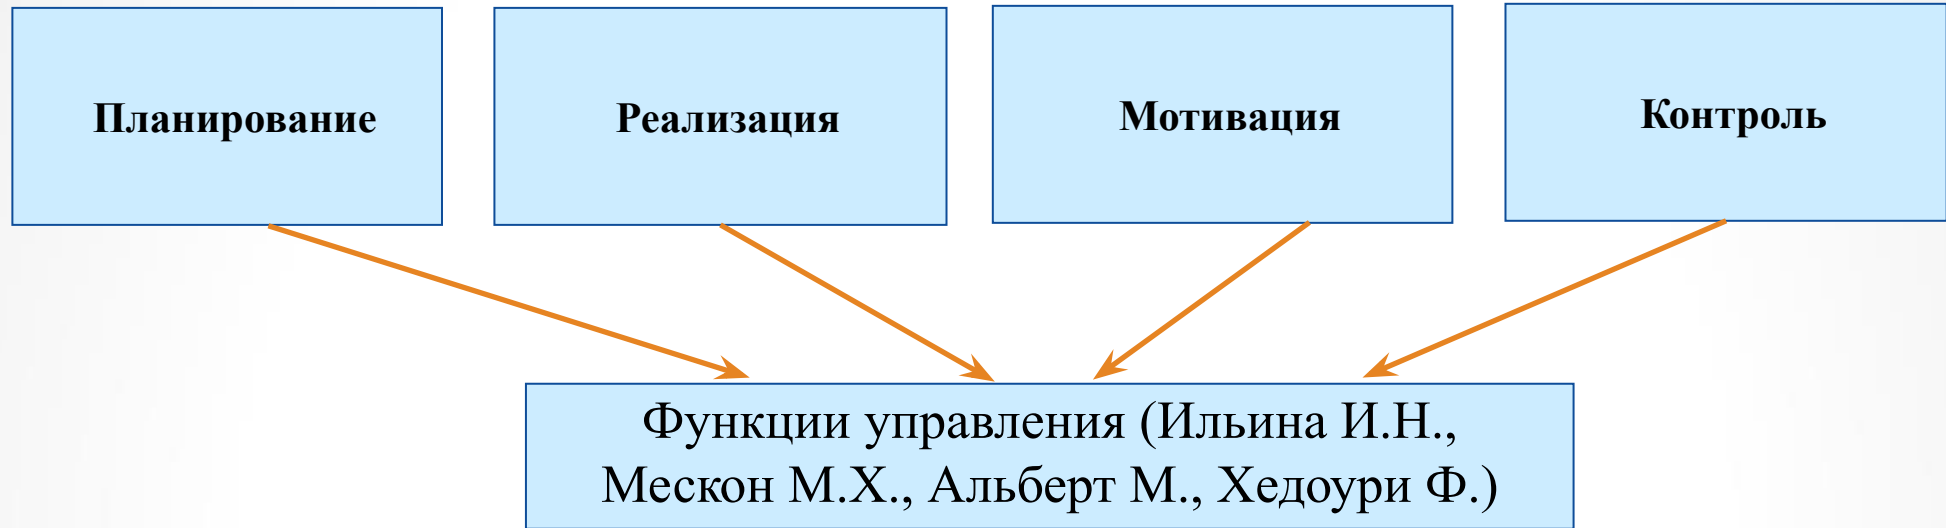 Планирование
Реализация
Мотивация
Контроль
Функции управления (Ильина И.Н.,
Мескон М.Х., Альберт М., Хедоури Ф.)